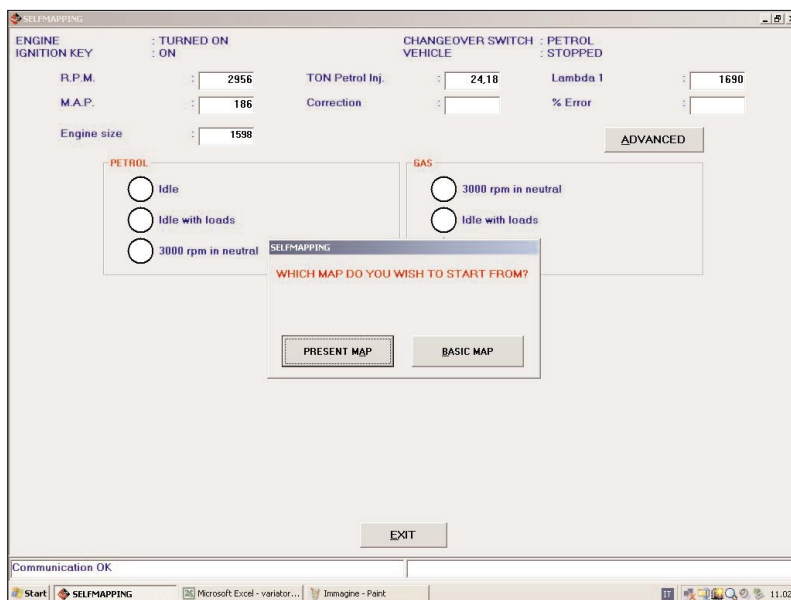 SELFMAPPING
ENGINE : TURNED ON CHANGEOVER SWITCH : PETROL
IGNITION KEY : ON VEHICLE : STOPPED
R.P.M. : 2956 TON Petrol Inj. : 24,18 Lambda 1 : 1690
M.A.P. : 186 Correction : % Error :
Engine size : 1598 ADVANCED
PETROL GAS
Idle 3000 rpm in neutral
Idle with loads Idle with loads
3000 rpm in neutral
SELFMAPPING
WHICH MAP DO YOU WISH TO START FROM?
PRESENT MAP BASIC MAP
EXIT
Communication OK
Start SELFMAPPING Microsoft Excel - variator... Immagine - Paint IT 11.02